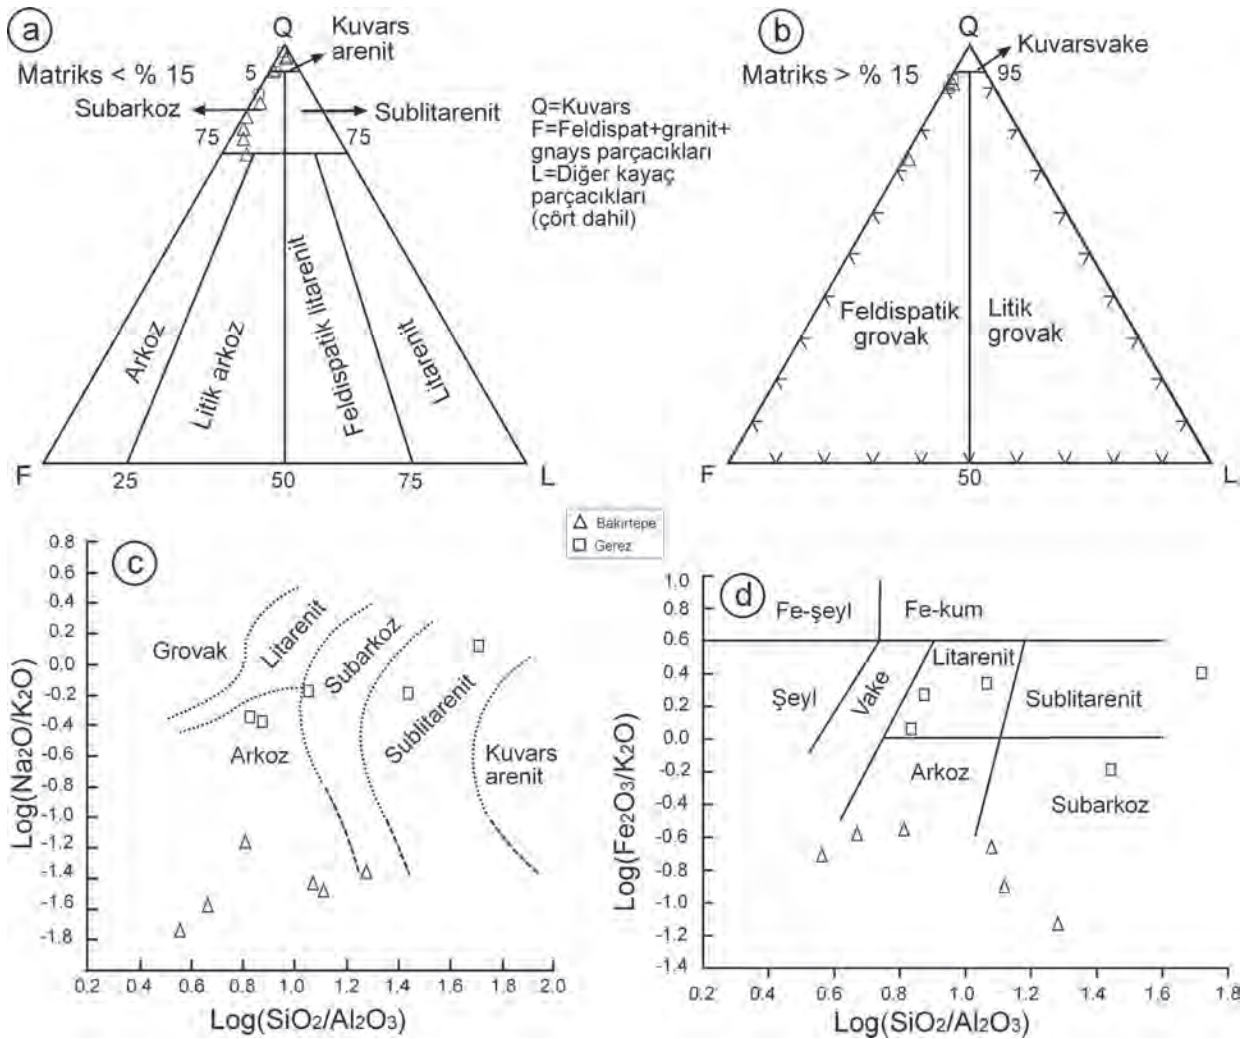 a
Q
Kuvars
arenit
Matriks < % 15
5
Subarkoz
Sublitarenit
75
75
Arkoz
Litik arkoz
Feldispatik litarenit
Litarenit
F
25
50
75
L
Q=Kuvars
F=Feldispat+granit+
gnays parçacıkları
L=Diğer kayaç
parçacıkları
(çört dahil)
b
Q
Kuvarsvake
Matriks > % 15
95
Feldispatik
grovak
Litik
grovak
F
50
L
Bakırtepe
Gerez
c
Log(Na2O/K2O)
0.8
0.6
0.4
0.2
0.0
-0.2
-0.4
-0.6
-0.8
-1.0
-1.2
-1.4
-1.6
-1.8
Grovak
Litarenit
Subarkoz
Sublitarenit
Arkoz
Kuvars
arenit
0.2 0.4 0.6 0.8 1.0 1.2 1.4 1.6 1.8 2.0
Log(SiO2/Al2O3)
d
Log(Fe2O3/K2O)
1.0
0.8
0.6
0.4
0.2
0.0
-0.2
-0.4
-0.6
-0.8
-1.0
-1.2
-1.4
Fe-şeyl
Fe-kum
Şeyl
Vake
Litarenit
Sublitarenit
Arkoz
Subarkoz
0.2 0.4 0.6 0.8 1.0 1.2 1.4 1.6 1.8
Log(SiO2/Al2O3)